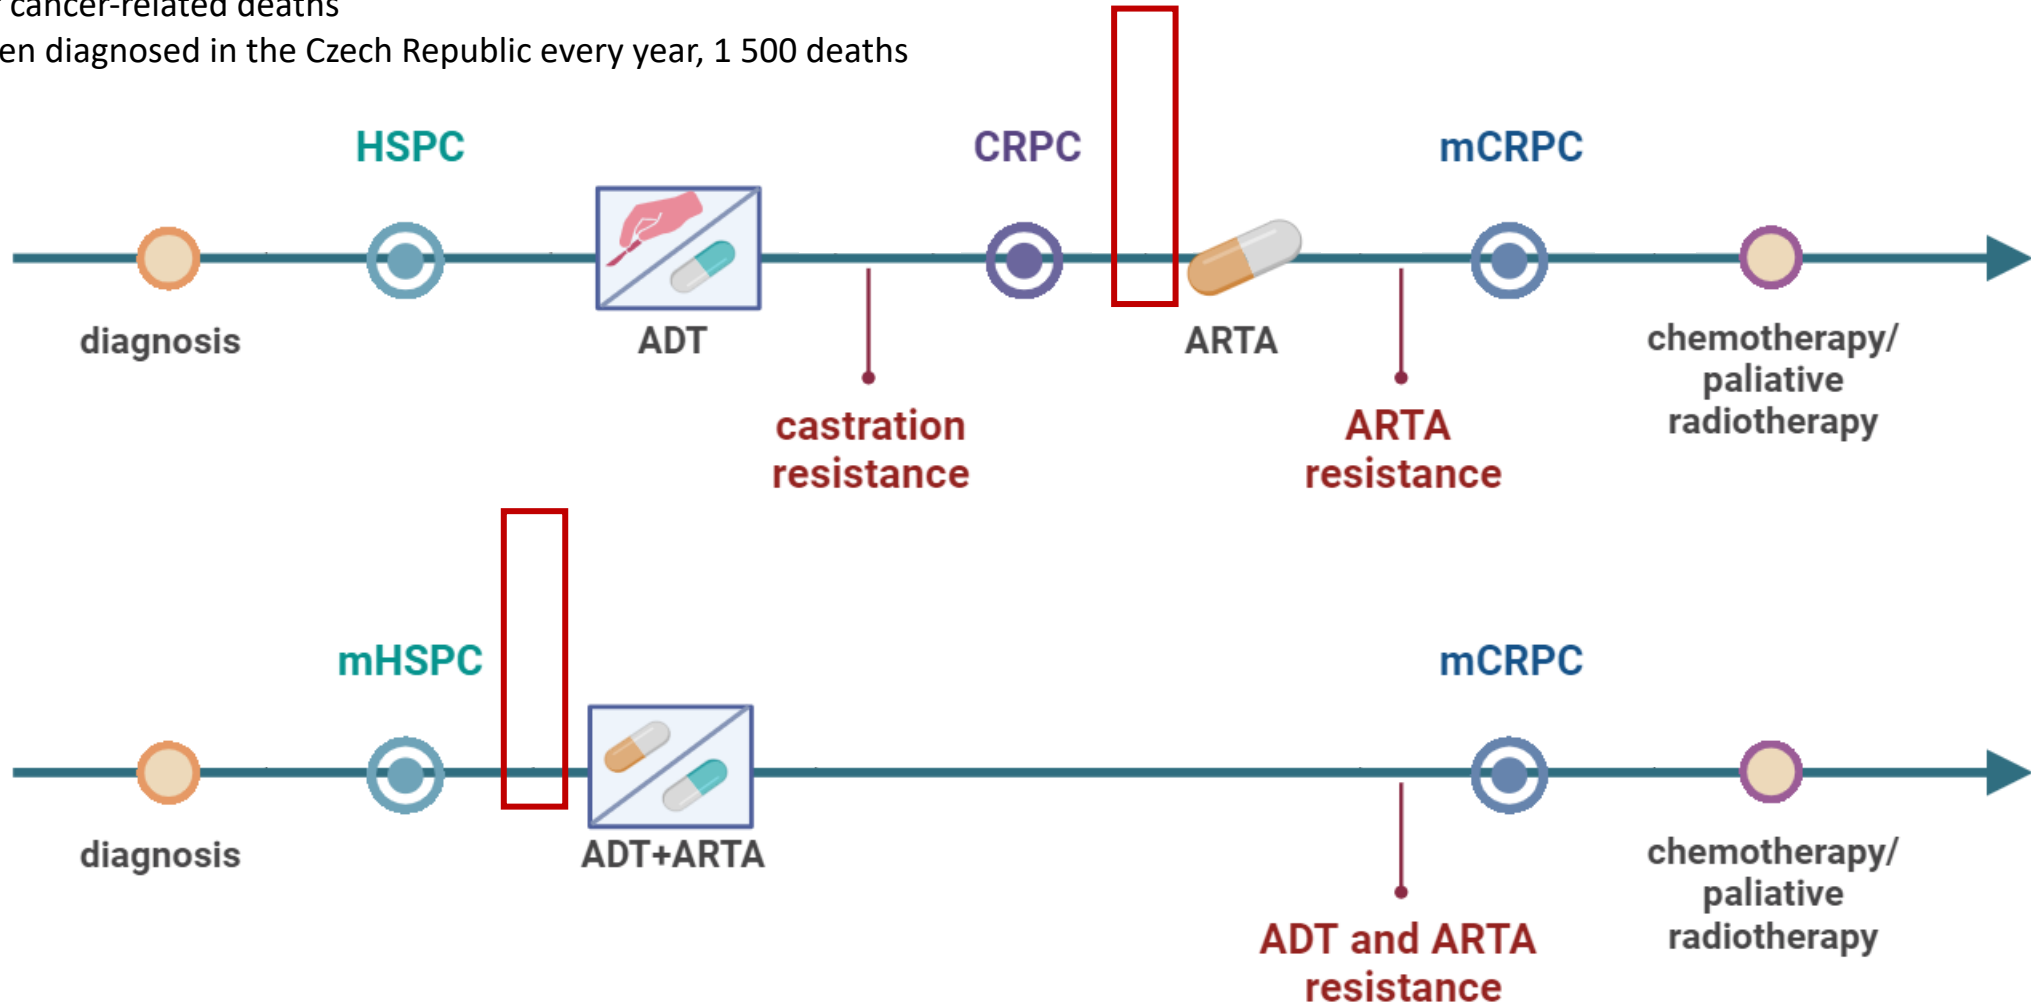 cancer-related deaths
en diagnosed in the Czech Republic every year, 1 500 deaths
HSPC
CRPC
mCRPC
diagnosis
ADT
ARTA
chemotherapy/
paliative
radiotherapy
castration
resistance
ARTA
resistance
mHSPC
mCRPC
diagnosis
ADT+ARTA
chemotherapy/
paliative
radiotherapy
ADT and ARTA
resistance